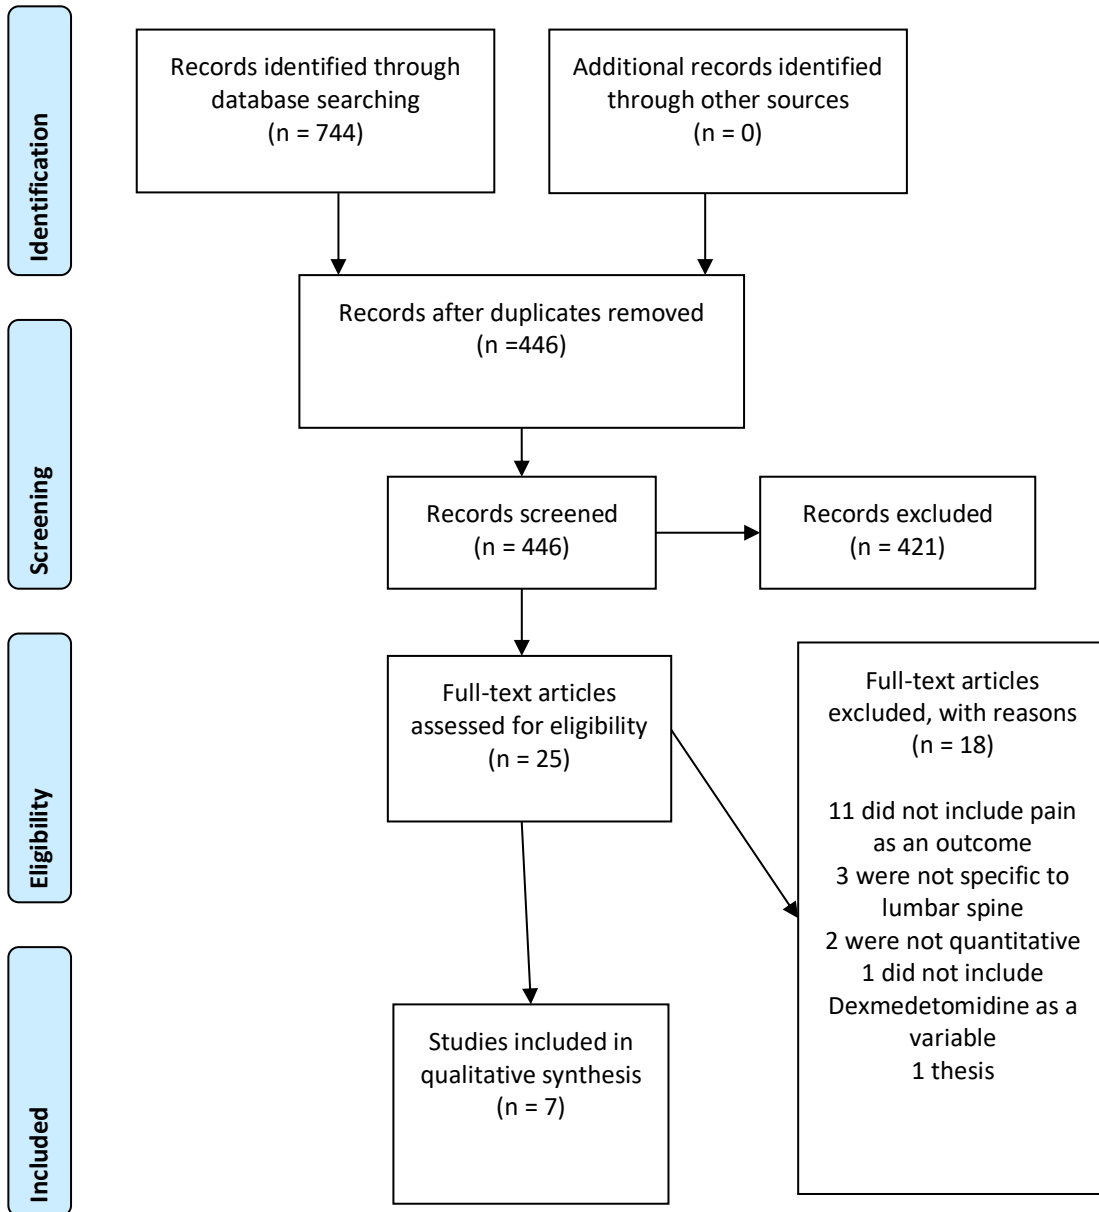 Identification
Records identified through
database searching
(n = 744)
Additional records identified
through other sources
(n = 0)
Records after duplicates removed
(n =446)
Screening
Records screened
(n = 446)
Records excluded
(n = 421)
Eligibility
Full-text articles
assessed for eligibility
(n = 25)
Full-text articles
excluded, with reasons
(n = 18)
11 did not include pain
as an outcome
3 were not specific to
lumbar spine
2 were not quantitative
1 did not include
Dexmedetomidine as a
variable
1 thesis
Included
Studies included in
qualitative synthesis
(n = 7)